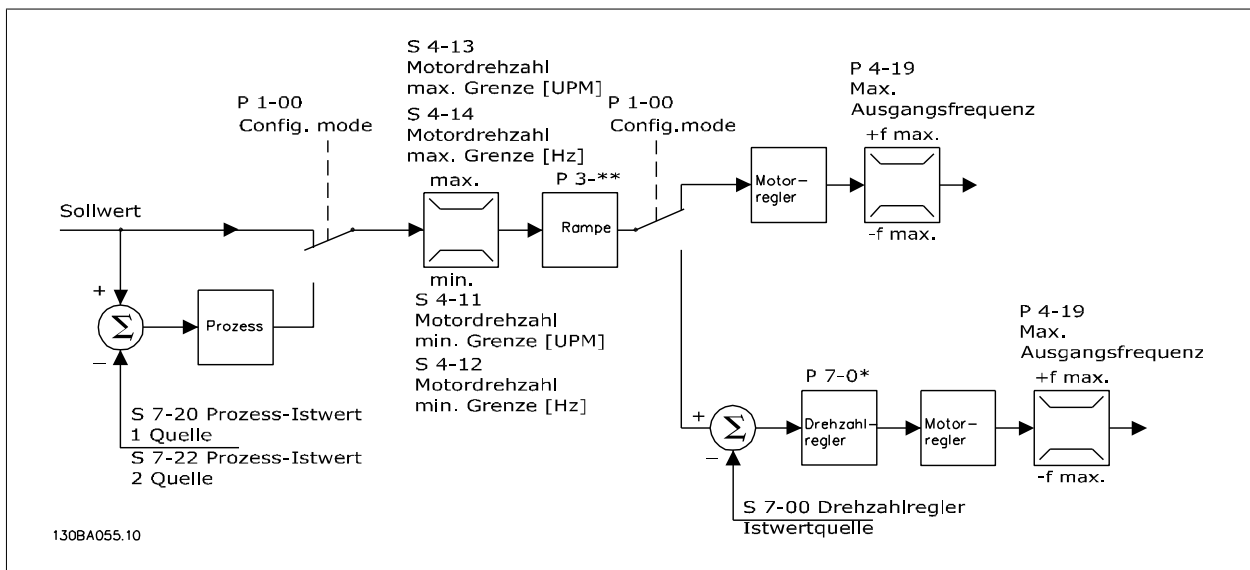 S 4-13
Motordrehzahl
max. Grenze [UPM]
S 4-14
Motordrehzahl
max. Grenze [Hz]
max.
P 1-00
Config. mode
P 3-**
Rampe
P 1-00
Config.mode
P 4-19
Max.
Ausgangsfrequenz
+f max.
Motor-
regler
-f max.
Sollwert
+
Σ
−
Prozess
min.
S 4-11
Motordrehzahl
min. Grenze [UPM]
S 4-12
Motordrehzahl
min. Grenze [Hz]
S 7-20 Prozess-Istwert
1 Quelle
S 7-22 Prozess-Istwert
2 Quelle
P 4-19
Max.
Ausgangsfrequenz
+f max.
P 7-0*
+
Σ
−
Drehzahl-
regler
Motor-
regler
-f max.
S 7-00 Drehzahlregler
Istwertquelle
130BA055.10